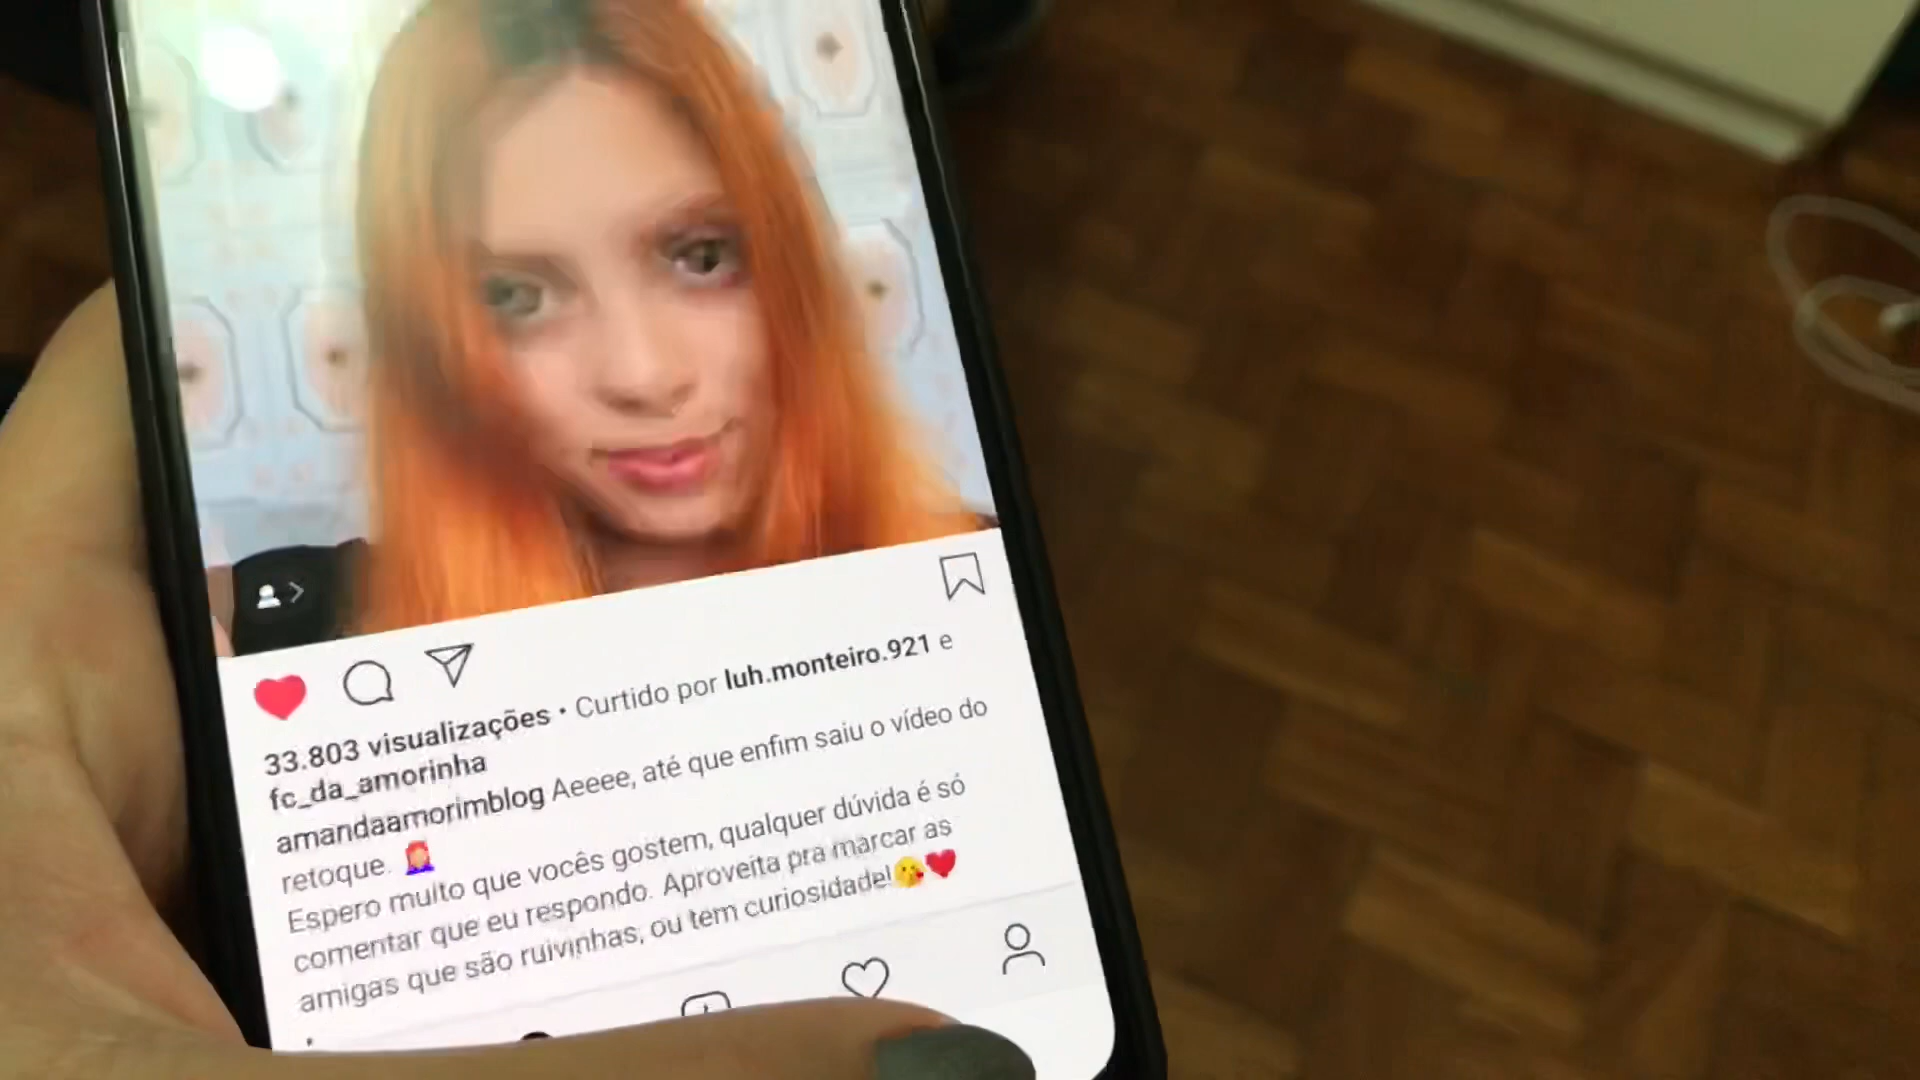 33.803 visualizações • Curtido por luh.monteiro.921 e
fc_da_amorinha
amandaamorimblog Aeeee, até que enfim saiu o vídeo do
retoque. 👩‍🦰
Espero muito que vocês gostem, qualquer dúvida é só
comentar que eu respondo. Aproveita pra marcar as
amigas que são ruivinhas, ou tem curiosidade!😘❤️